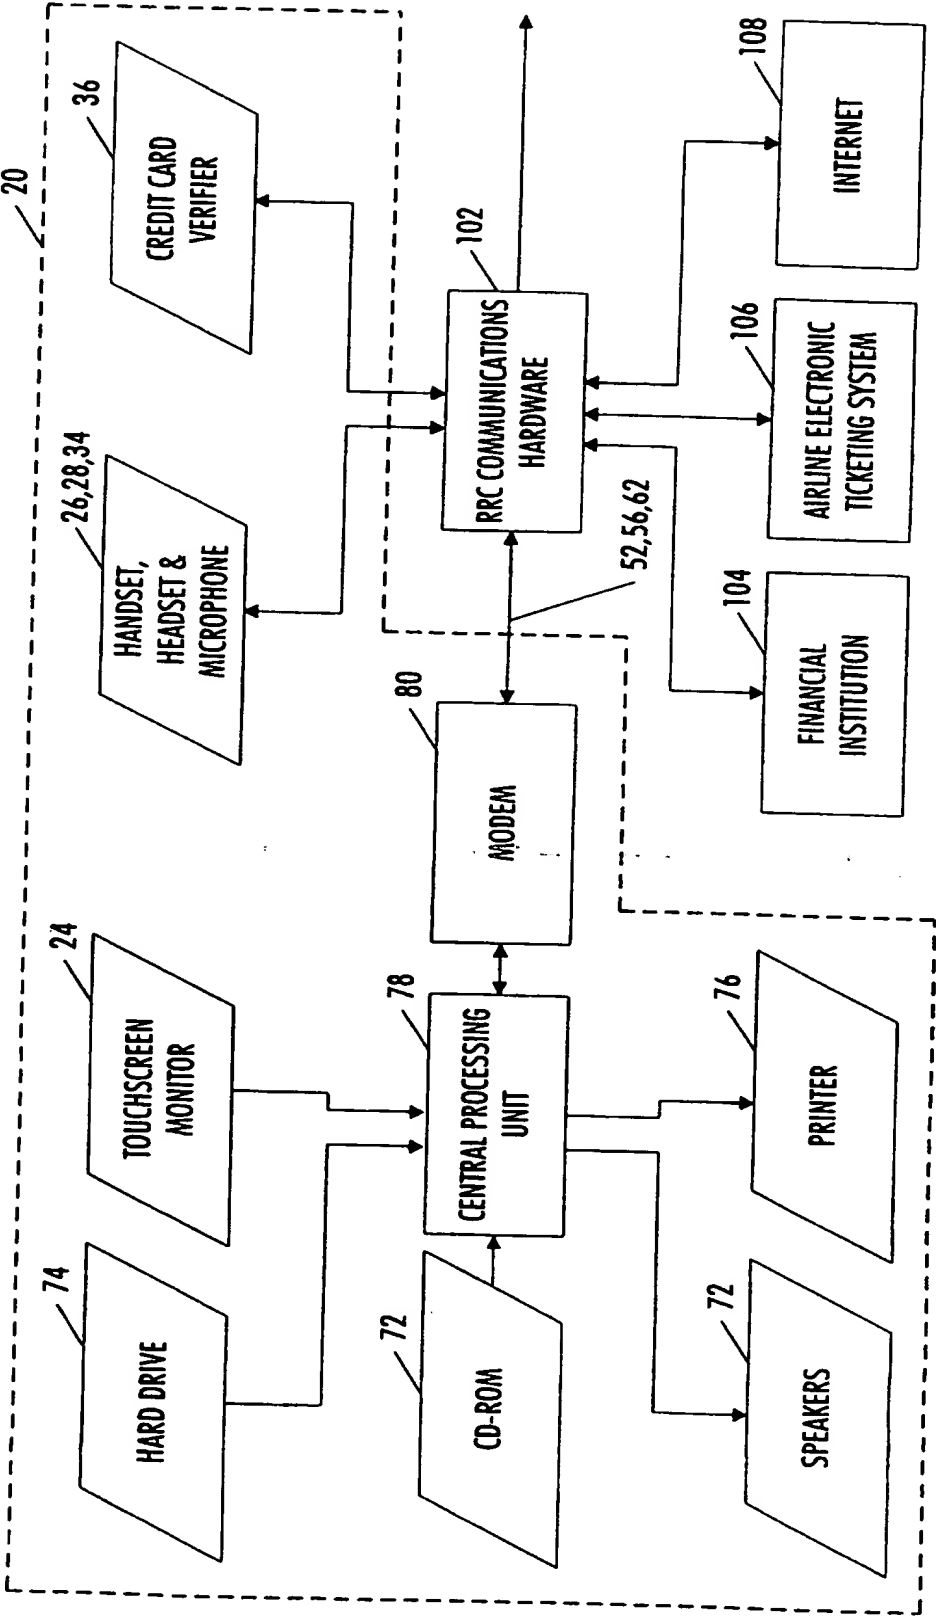 20
74
HARD DRIVE
24
TOUCHSCREEN
MONITOR
26,28,34
HANDSET,
HEADSET &
MICROPHONE
36
CREDIT CARD
VERIFIER
72
CD-ROM
78
CENTRAL PROCESSING
UNIT
80
MODEM
52,56,62
102
RRC COMMUNICATIONS
HARDWARE
72
SPEAKERS
76
PRINTER
104
FINANCIAL
INSTITUTION
106
AIRLINE ELECTRONIC
TICKETING SYSTEM
108
INTERNET